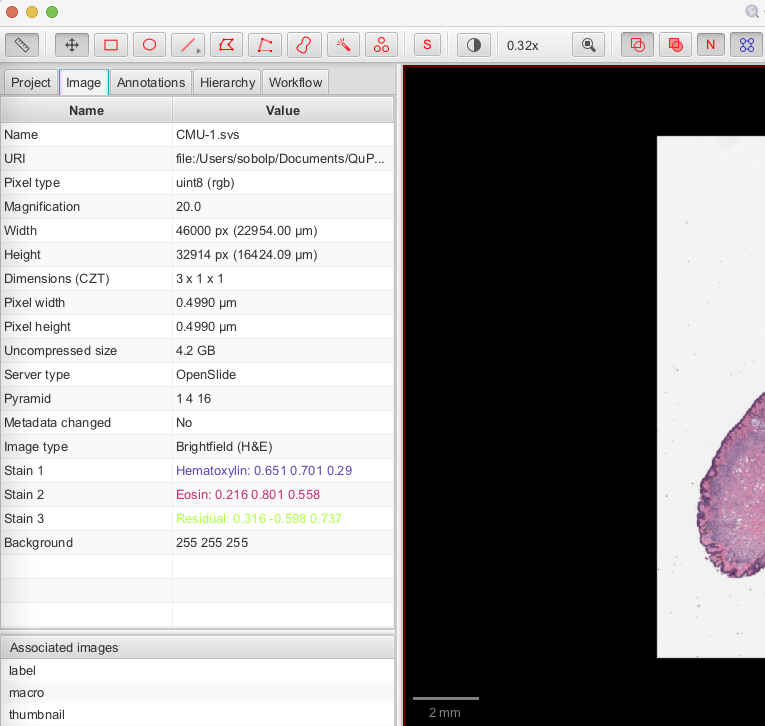 S 0.32x N
Project Image Annotations Hierarchy Workflow
Name Value
Name CMU-1.svs
URI file:/Users/sobolp/Documents/QuP...
Pixel type uint8 (rgb)
Magnification 20.0
Width 46000 px (22954.00 µm)
Height 32914 px (16424.09 µm)
Dimensions (CZT) 3 x 1 x 1
Pixel width 0.4990 µm
Pixel height 0.4990 µm
Uncompressed size 4.2 GB
Server type OpenSlide
Pyramid 1 4 16
Metadata changed No
Image type Brightfield (H&E)
Stain 1 Hematoxylin: 0.651 0.701 0.29
Stain 2 Eosin: 0.216 0.801 0.558
Stain 3 Residual: 0.316 -0.598 0.737
Background 255 255 255
Associated images
label
macro
thumbnail
2 mm